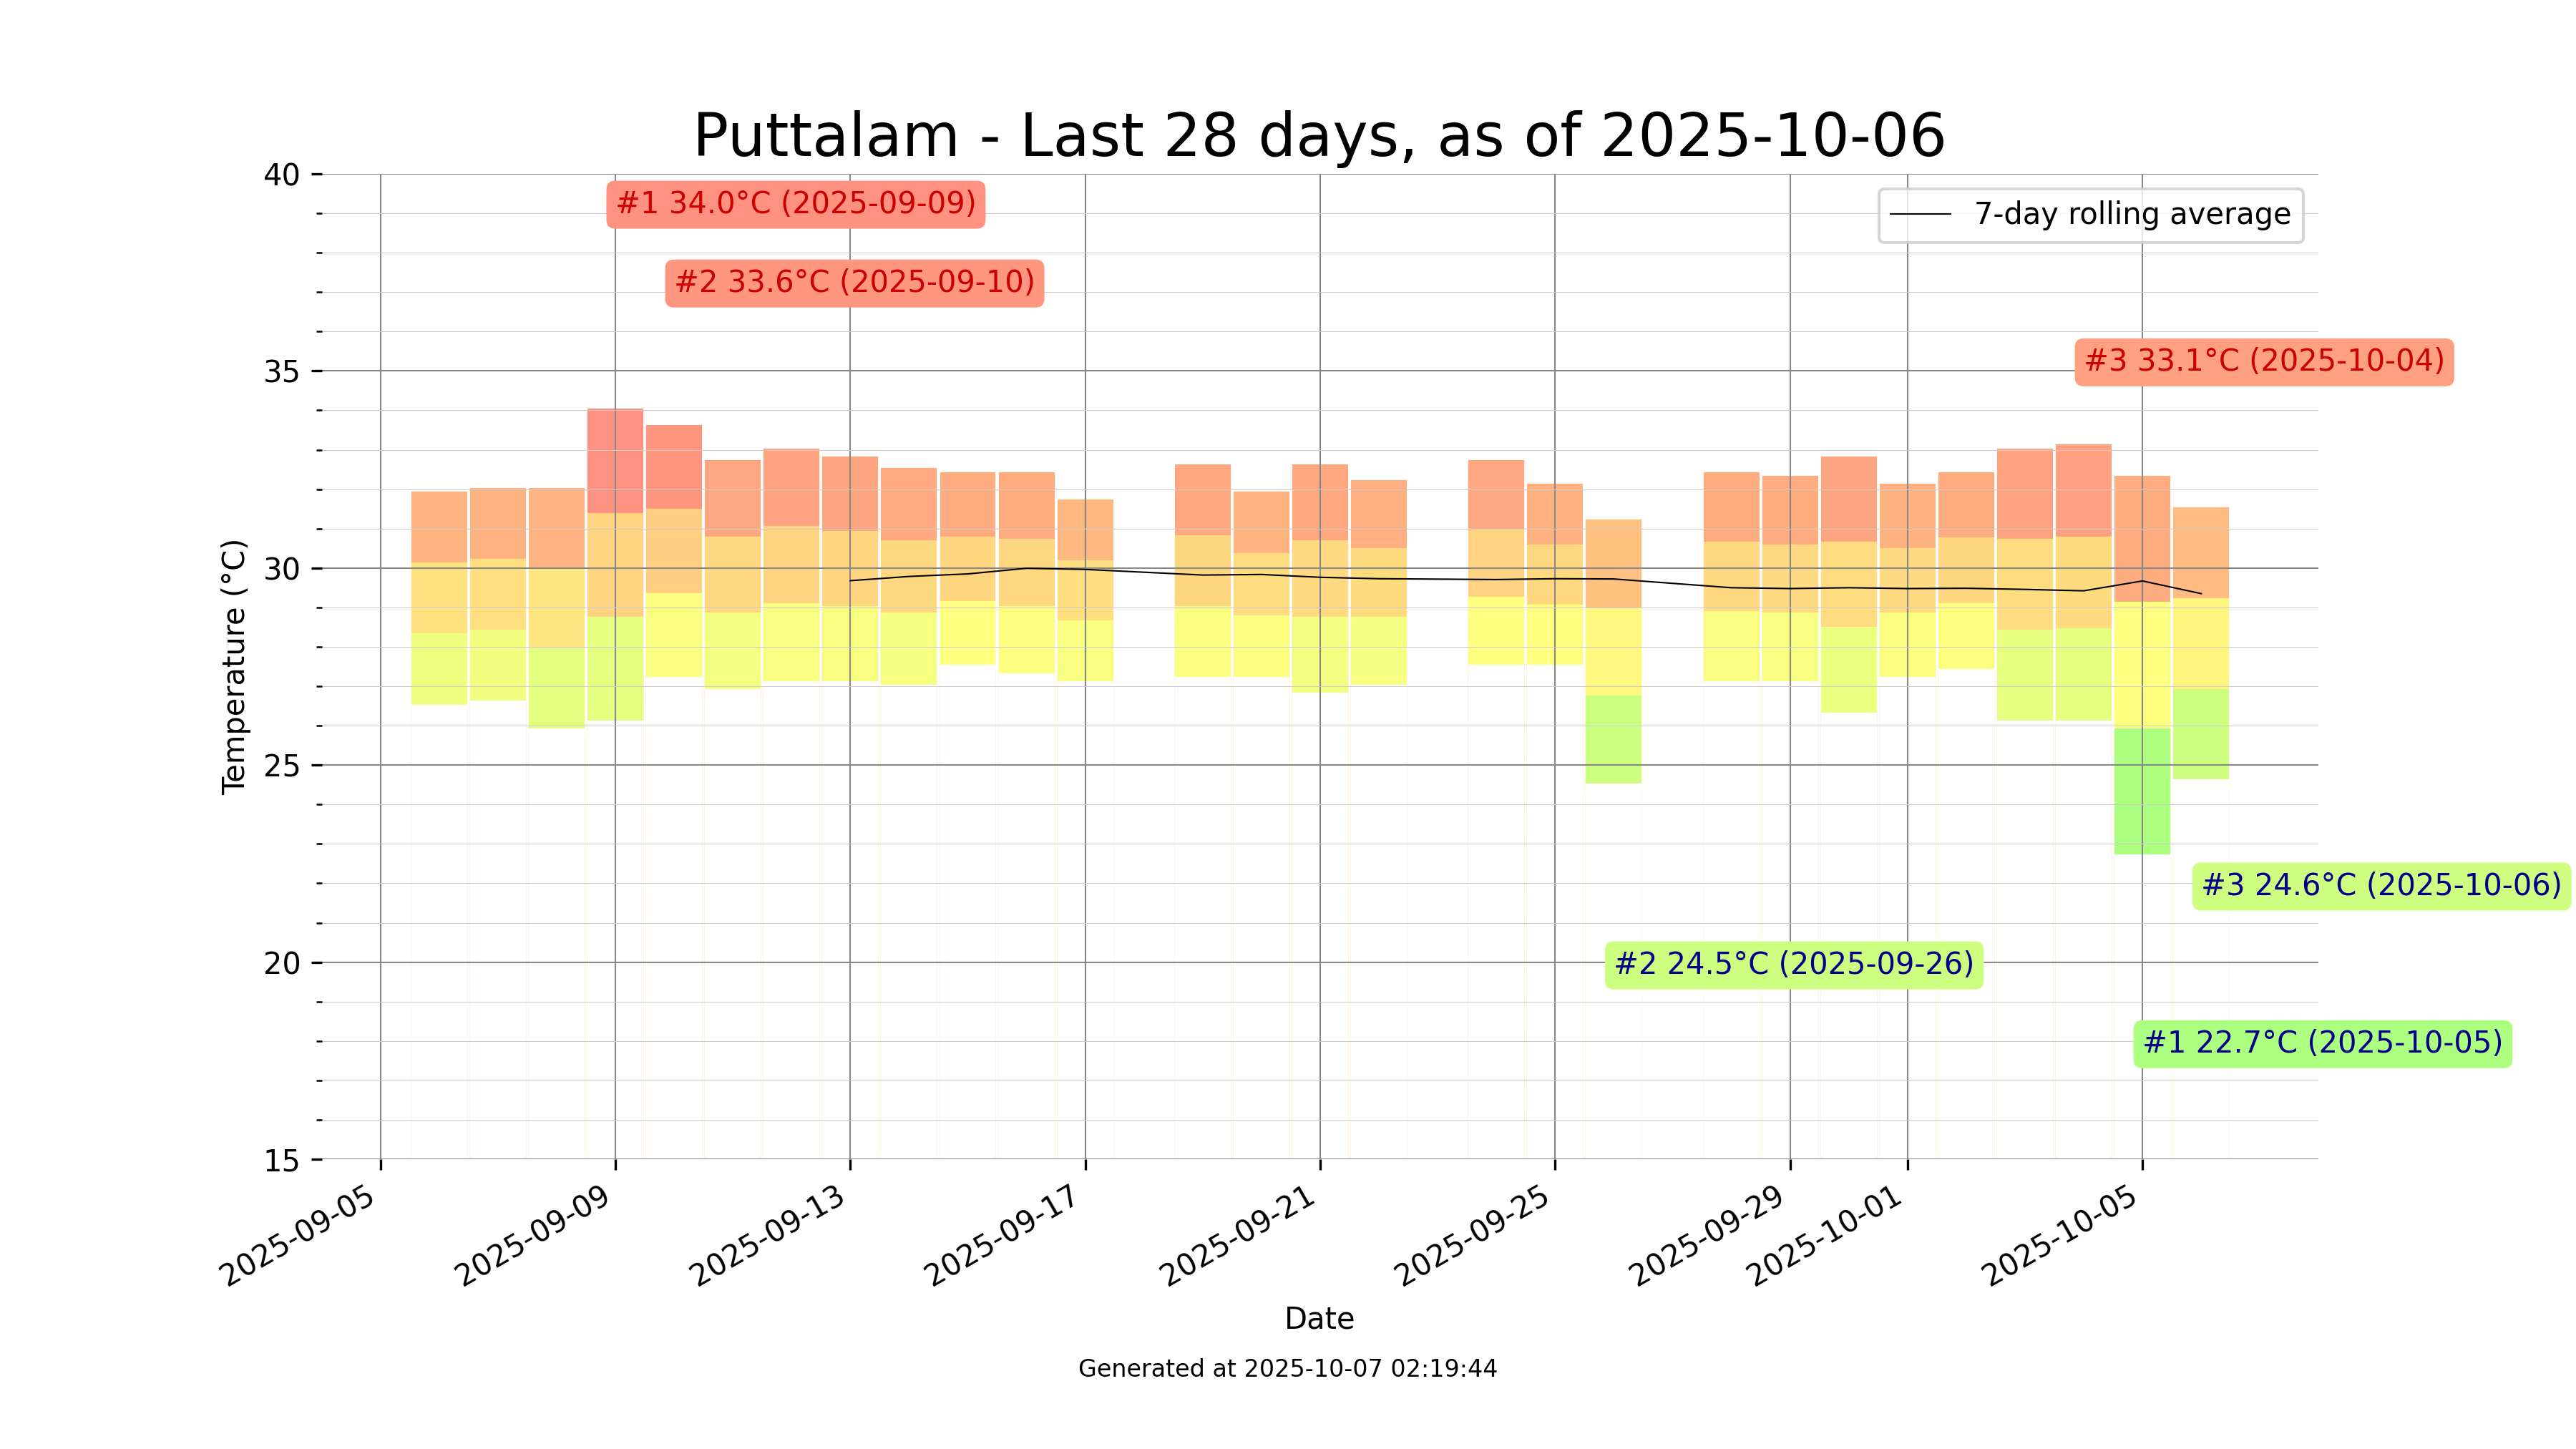 Puttalam - Last 28 days, as of 2025-10-06
#1 34.0°C (2025-09-09)
7-day rolling average
#2 33.6°C (2025-09-10)
#3 33.1°C (2025-10-04)
#3 24.6°C (2025-10-06)
#2 24.5°C (2025-09-26)
#1 22.7°C (2025-10-05)
Temperature (°C)
40
35
30
25
20
15
2025-09-05
2025-09-09
2025-09-13
2025-09-17
2025-09-21
2025-09-25
2025-09-29
2025-10-01
2025-10-05
Date
Generated at 2025-10-07 02:19:44